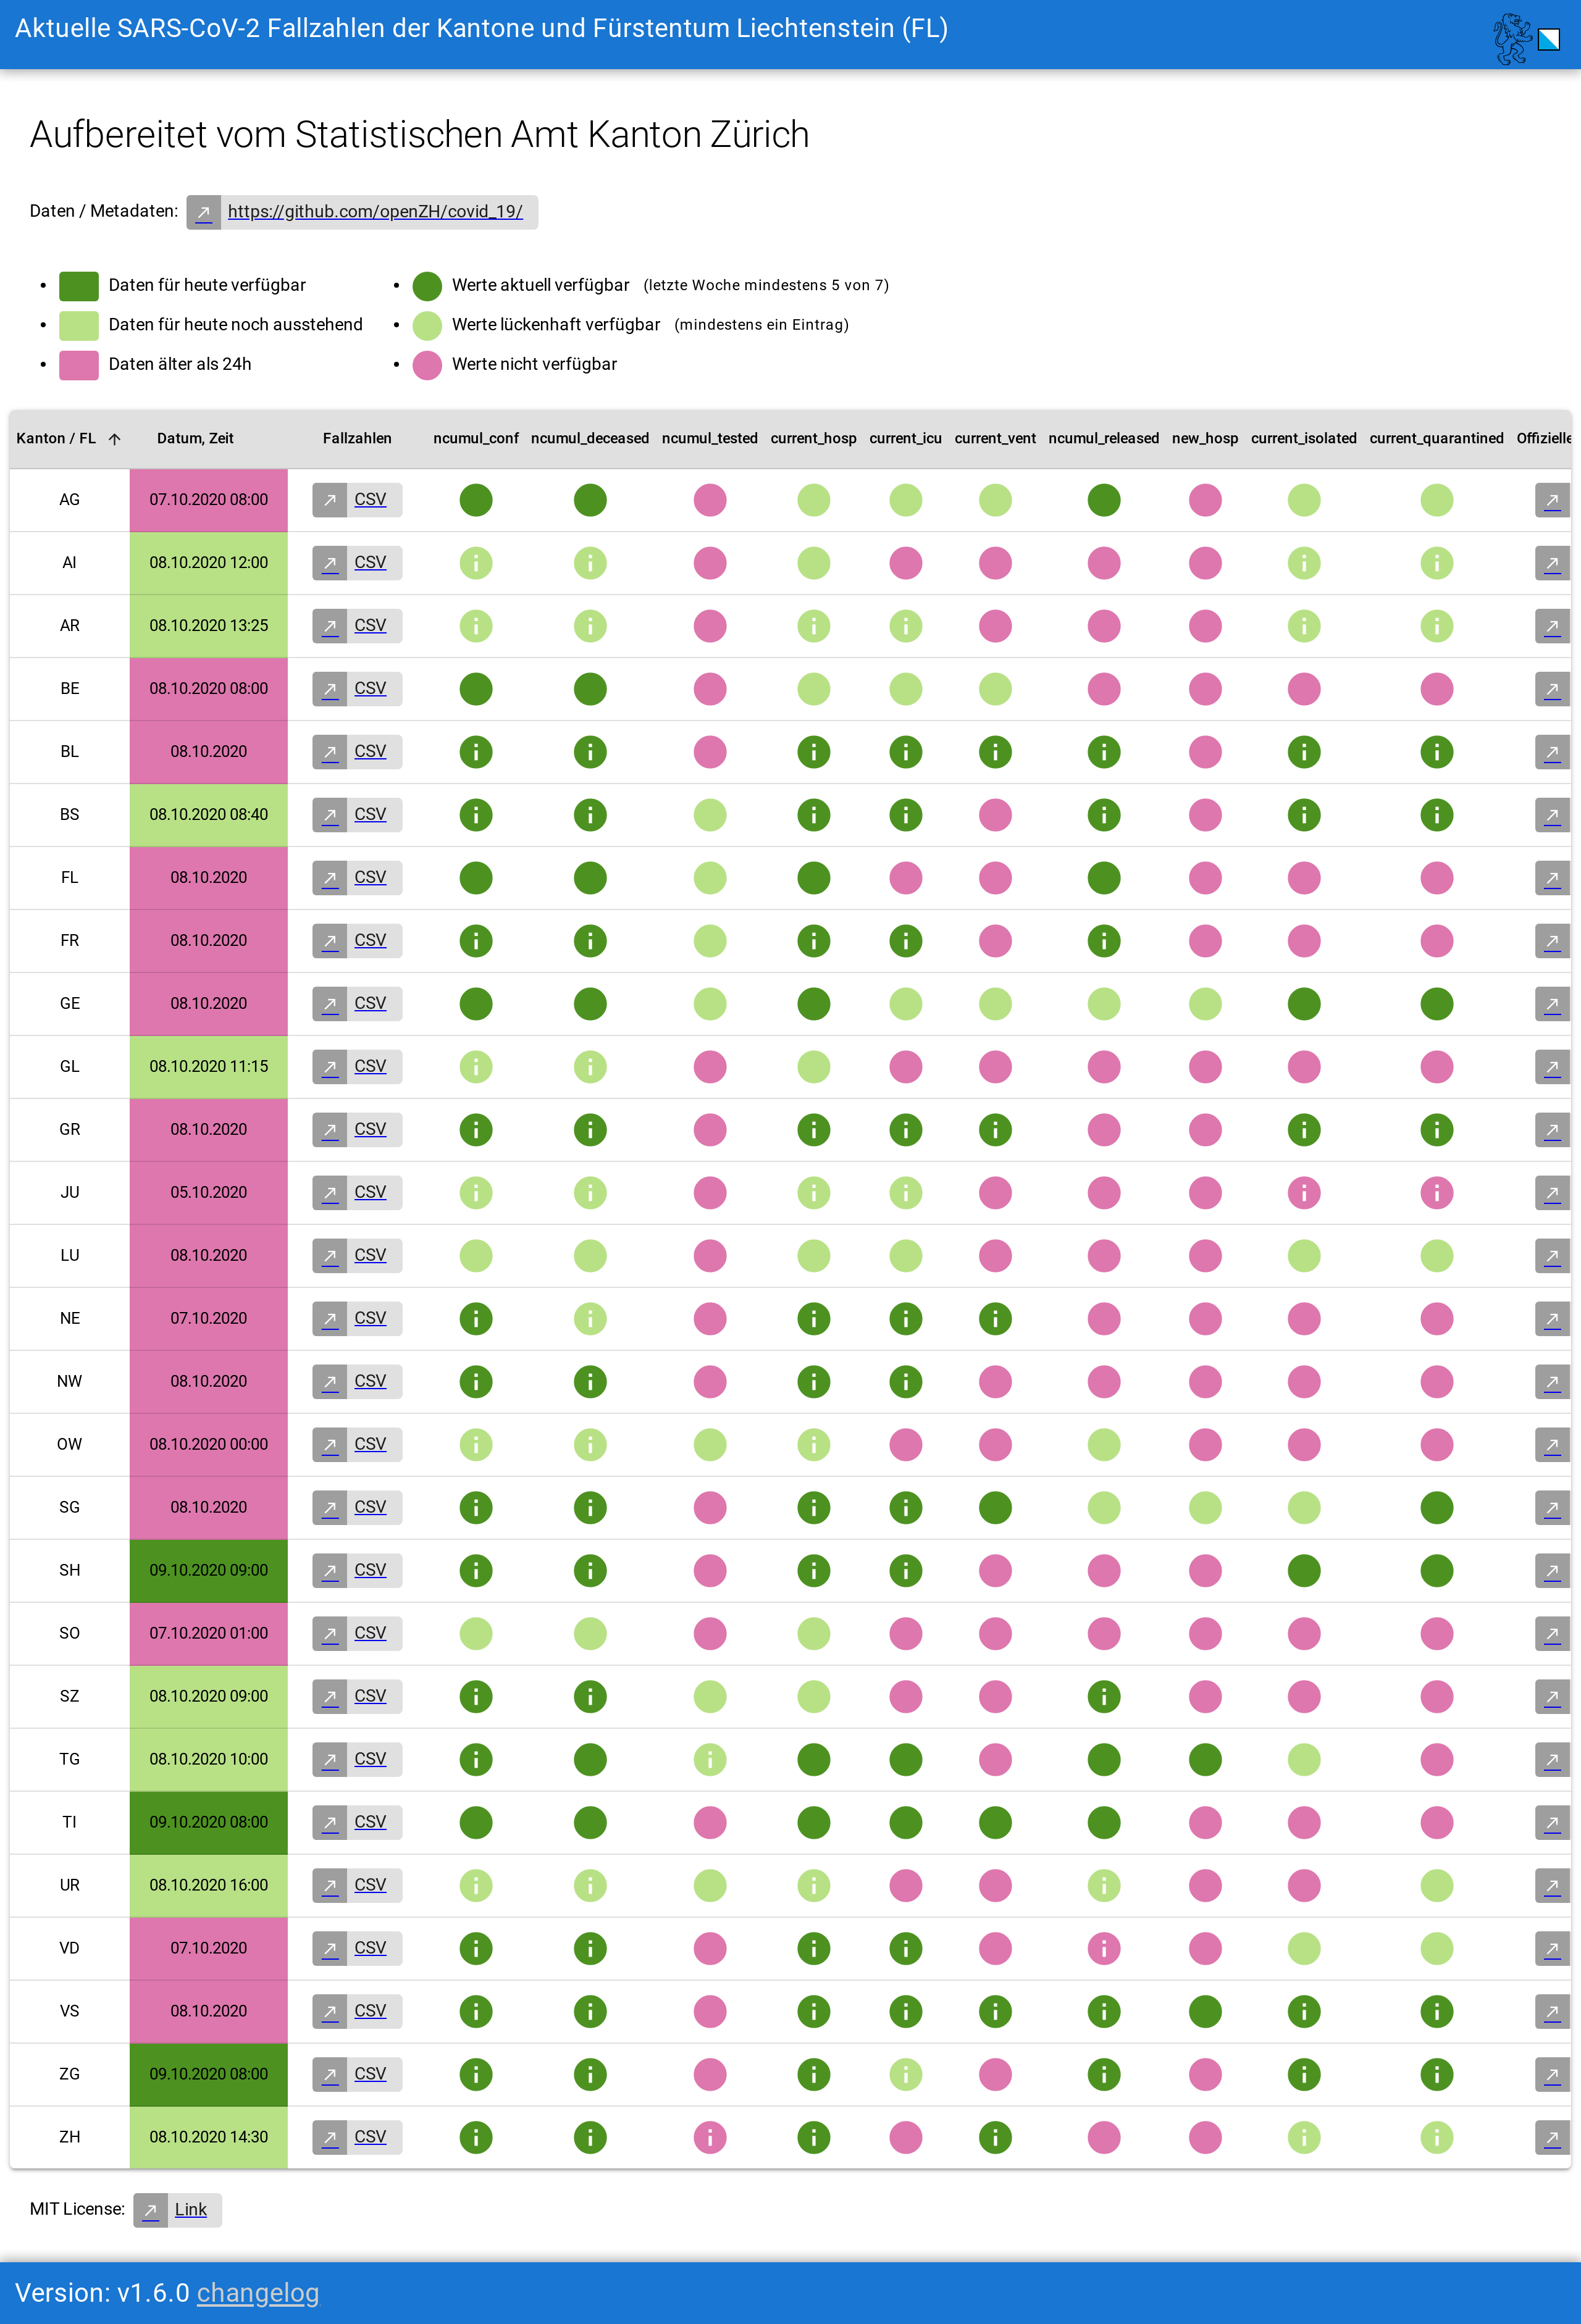 Aktuelle SARS-CoV-2 Fallzahlen der Kantone und Fürstentum Liechtenstein (FL)
Aufbereitet vom Statistischen Amt Kanton Zürich
Daten / Metadaten: https://github.com/openZH/covid_19/
Daten für heute verfügbar
Daten für heute noch ausstehend
Daten älter als 24h
Werte aktuell verfügbar (letzte Woche mindestens 5 von 7)
Werte lückenhaft verfügbar (mindestens ein Eintrag)
Werte nicht verfügbar
Kanton / FL Datum, Zeit Fallzahlen ncumul_conf ncumul_deceased ncumul_tested current_hosp current_icu current_vent ncumul_released new_hosp current_isolated current_quarantined Offizielle
AG 07.10.2020 08:00 CSV
AI 08.10.2020 12:00 CSV
AR 08.10.2020 13:25 CSV
BE 08.10.2020 08:00 CSV
BL 08.10.2020 CSV
BS 08.10.2020 08:40 CSV
FL 08.10.2020 CSV
FR 08.10.2020 CSV
GE 08.10.2020 CSV
GL 08.10.2020 11:15 CSV
GR 08.10.2020 CSV
JU 05.10.2020 CSV
LU 08.10.2020 CSV
NE 07.10.2020 CSV
NW 08.10.2020 CSV
OW 08.10.2020 00:00 CSV
SG 08.10.2020 CSV
SH 09.10.2020 09:00 CSV
SO 07.10.2020 01:00 CSV
SZ 08.10.2020 09:00 CSV
TG 08.10.2020 10:00 CSV
TI 09.10.2020 08:00 CSV
UR 08.10.2020 16:00 CSV
VD 07.10.2020 CSV
VS 08.10.2020 CSV
ZG 09.10.2020 08:00 CSV
ZH 08.10.2020 14:30 CSV
MIT License: Link
Version: v1.6.0 changelog